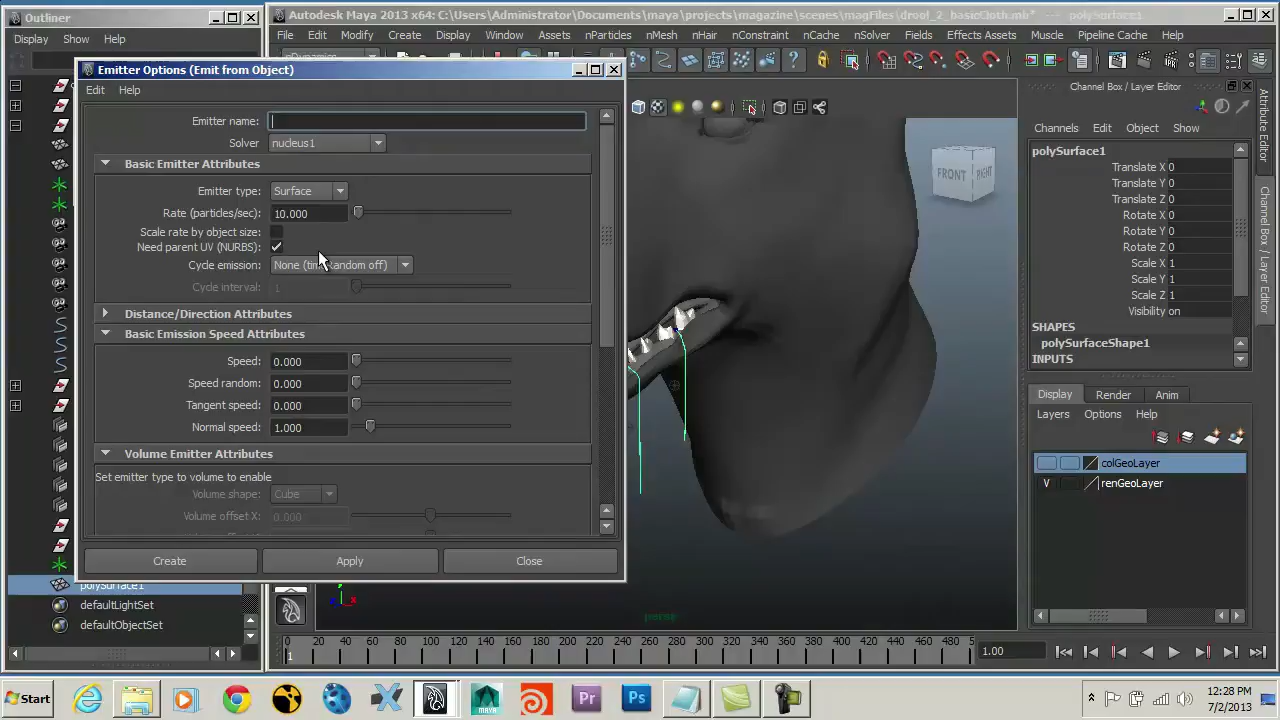 Outliner
Display Show Help
Autodesk Maya 2013 x64: C:\Users\Administrator\Documents\maya\projects\magazine\scenes\magFiles\drool_2_basicCloth.mb* --- polySurface1
File Edit Modify Create Display Window Assets nParticles nMesh nHair nConstraint nCache nSolver Fields Effects Assets Muscle Pipeline Cache Help
Emitter Options (Emit from Object)
Edit Help
Emitter name:
Solver nucleus1
Basic Emitter Attributes
Emitter type: Surface
Rate (particles/sec): 10.000
Scale rate by object size:
Need parent UV (NURBS):
Cycle emission: None (timeRandom off)
Cycle interval: 1
Distance/Direction Attributes
Basic Emission Speed Attributes
Speed: 0.000
Speed random: 0.000
Tangent speed: 0.000
Normal speed: 1.000
Volume Emitter Attributes
Set emitter type to volume to enable
Volume shape: Cube
Volume offset X: 0.000
Create Apply Close
polySurface1
defaultLightSet
defaultObjectSet
FRONT RIGHT
persp
Channel Box / Layer Editor
Channels Edit Object Show
polySurface1
Translate X 0
Translate Y 0
Translate Z 0
Rotate X 0
Rotate Y 0
Rotate Z 0
Scale X 1
Scale Y 1
Scale Z 1
Visibility on
SHAPES
polySurfaceShape1
INPUTS
Display Render Anim
Layers Options Help
colGeoLayer
V renGeoLayer
Attribute Editor
Channel Box / Layer Editor
0 20 40 60 80 100 120 140 160 180 200 220 240 260 280 300 320 340 360 380 400 420 440 460 480 5
1
1.00
Start
MAYA
Pr
Ps
12:28 PM
7/2/2013